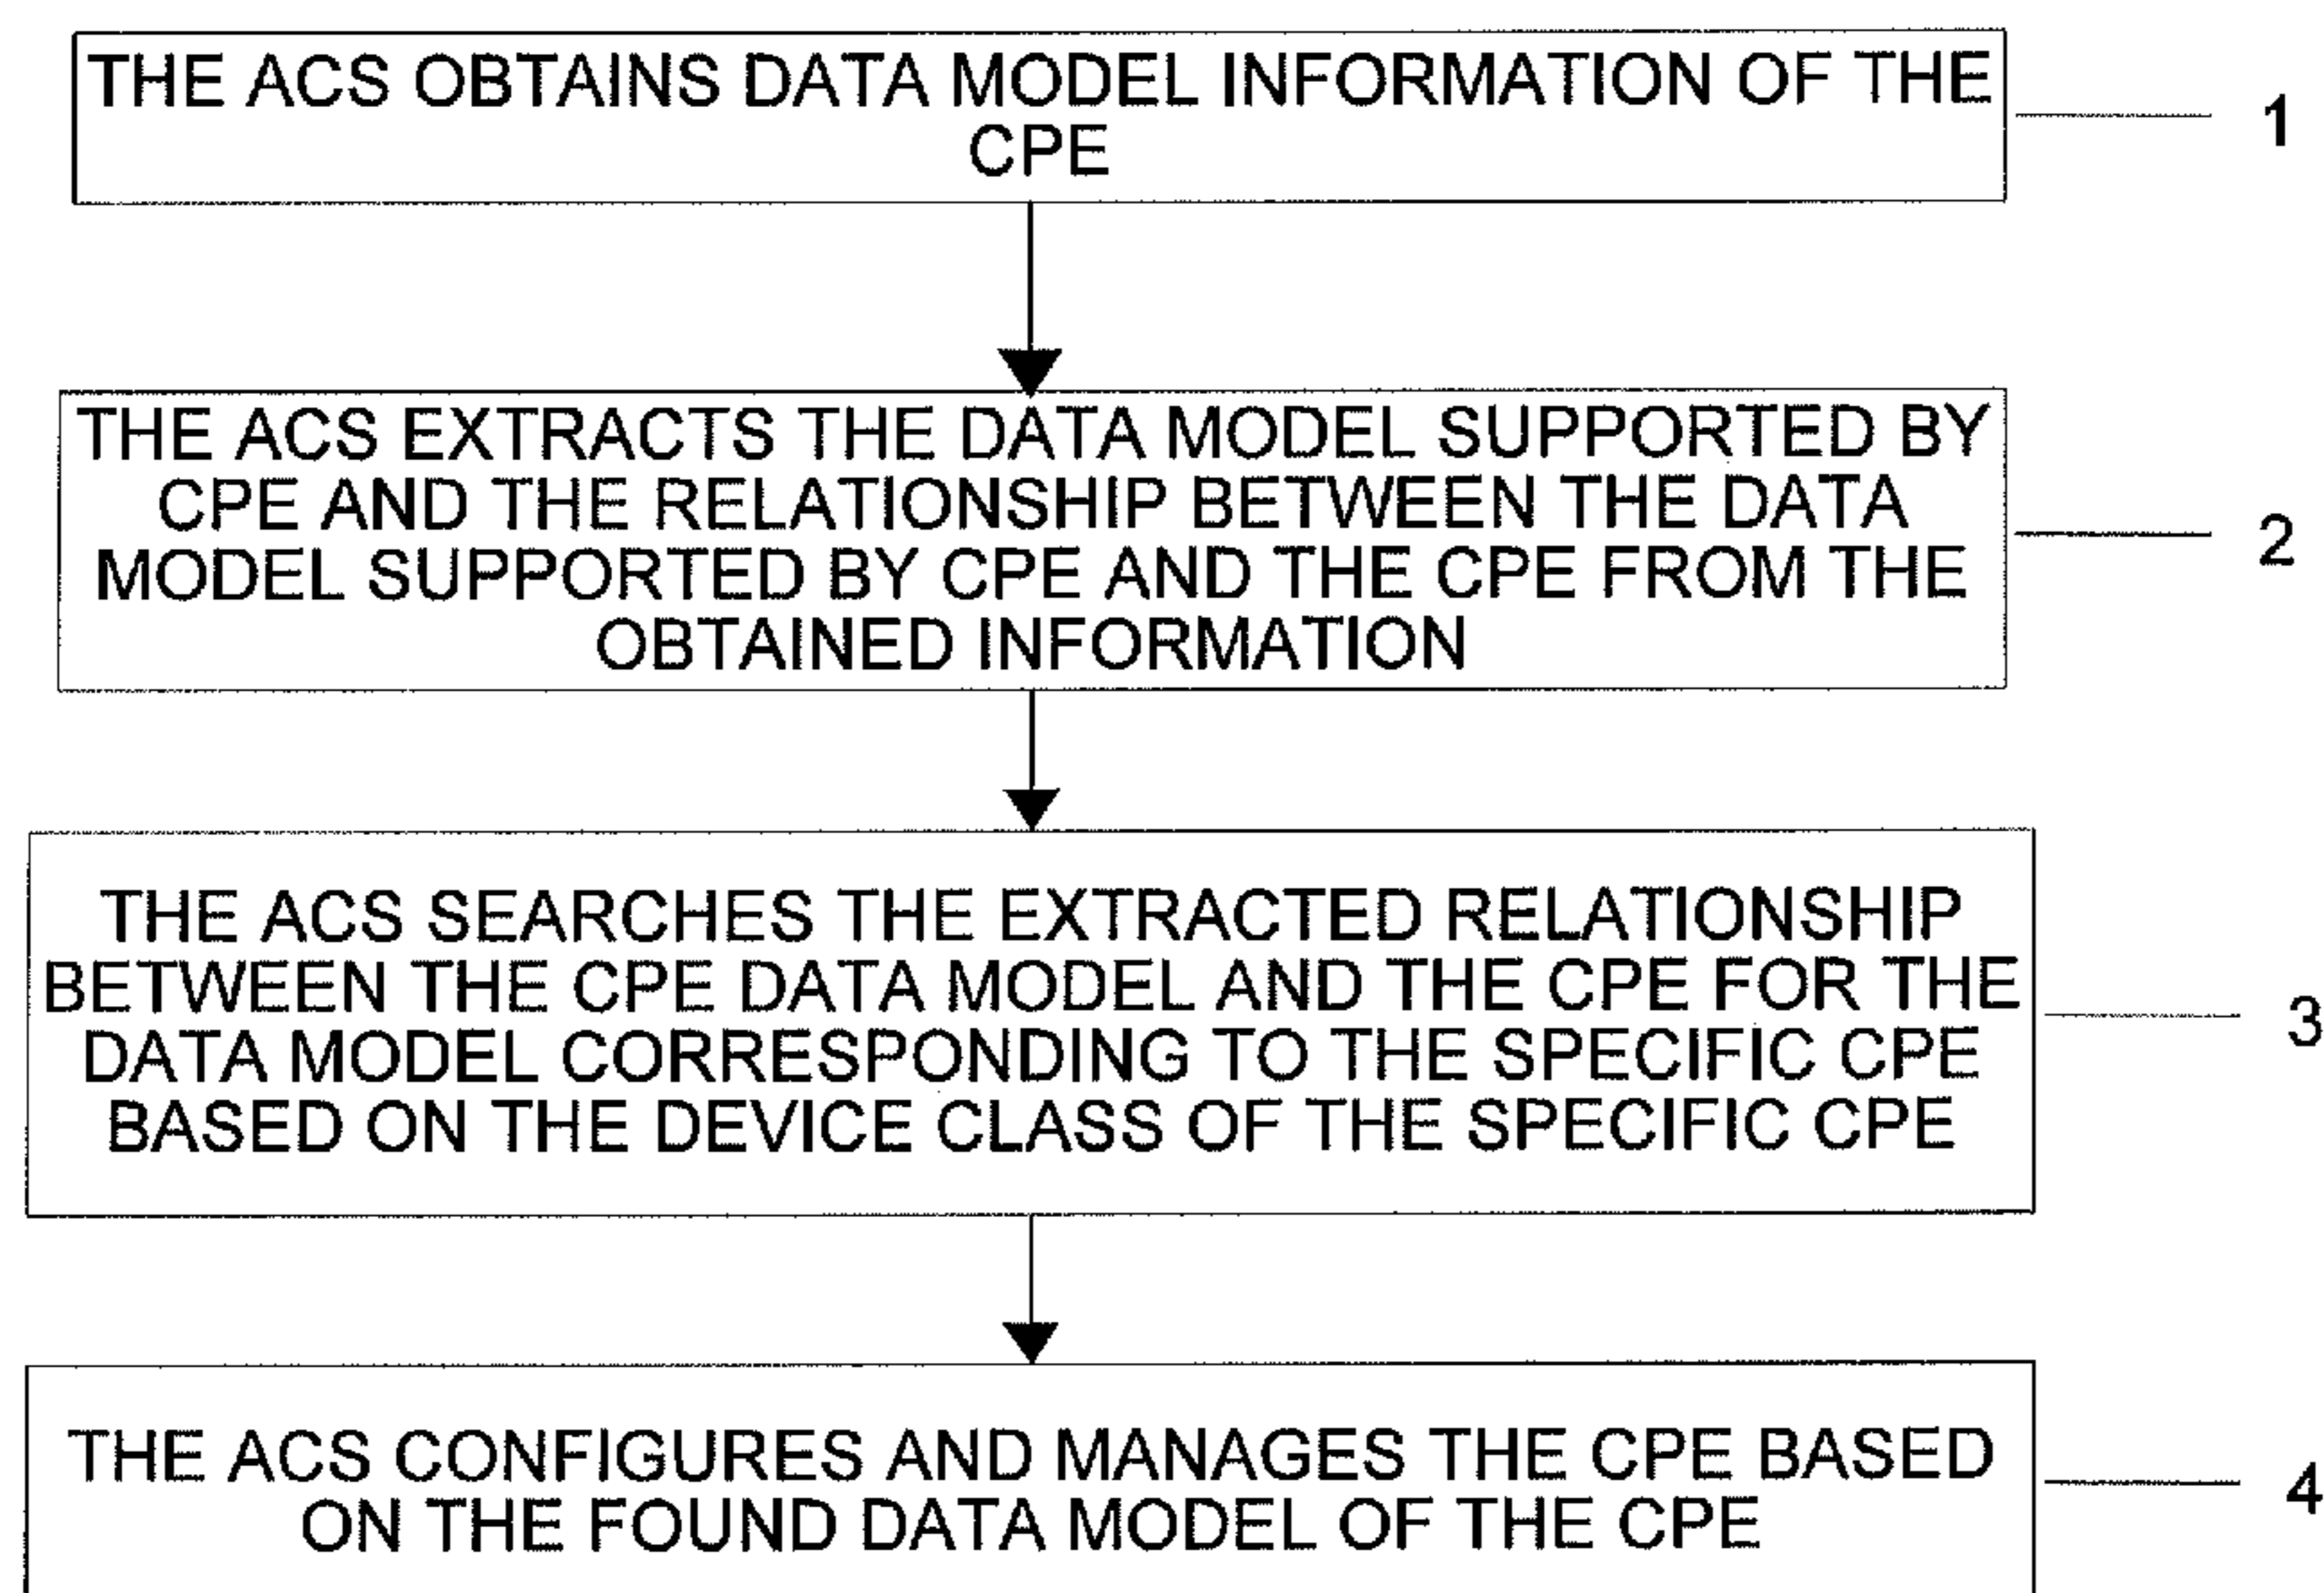 THE ACS OBTAINS DATA MODEL INFORMATION OF THE
CPE
1
THE ACS EXTRACTS THE DATA MODEL SUPPORTED BY
CPE AND THE RELATIONSHIP BETWEEN THE DATA
MODEL SUPPORTED BY CPE AND THE CPE FROM THE
OBTAINED INFORMATION
2
THE ACS SEARCHES THE EXTRACTED RELATIONSHIP
BETWEEN THE CPE DATA MODEL AND THE CPE FOR THE
DATA MODEL CORRESPONDING TO THE SPECIFIC CPE
BASED ON THE DEVICE CLASS OF THE SPECIFIC CPE
3
THE ACS CONFIGURES AND MANAGES THE CPE BASED
ON THE FOUND DATA MODEL OF THE CPE
4